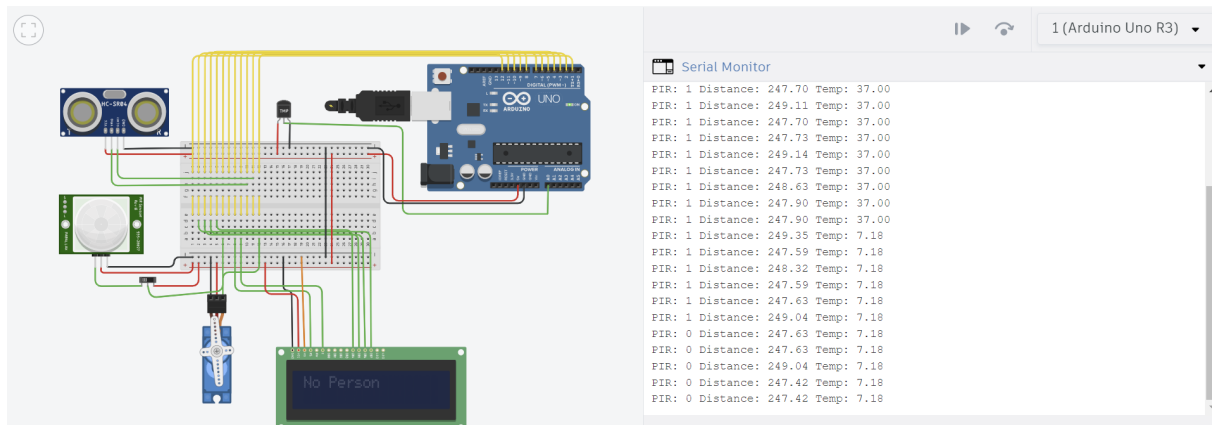 1 (Arduino Uno R3)
Serial Monitor
HC-SR04
TMP
DIGITAL (PWM~)
UNO
ARDUINO
POWER
ANALOG IN
No Person
PIR: 1 Distance: 247.70 Temp: 37.00
PIR: 1 Distance: 249.11 Temp: 37.00
PIR: 1 Distance: 247.70 Temp: 37.00
PIR: 1 Distance: 247.73 Temp: 37.00
PIR: 1 Distance: 249.14 Temp: 37.00
PIR: 1 Distance: 247.73 Temp: 37.00
PIR: 1 Distance: 248.63 Temp: 37.00
PIR: 1 Distance: 247.90 Temp: 37.00
PIR: 1 Distance: 247.90 Temp: 37.00
PIR: 1 Distance: 249.35 Temp: 7.18
PIR: 1 Distance: 247.59 Temp: 7.18
PIR: 1 Distance: 248.32 Temp: 7.18
PIR: 1 Distance: 247.59 Temp: 7.18
PIR: 1 Distance: 247.63 Temp: 7.18
PIR: 1 Distance: 249.04 Temp: 7.18
PIR: 0 Distance: 247.63 Temp: 7.18
PIR: 0 Distance: 247.63 Temp: 7.18
PIR: 0 Distance: 249.04 Temp: 7.18
PIR: 0 Distance: 247.42 Temp: 7.18
PIR: 0 Distance: 247.42 Temp: 7.18